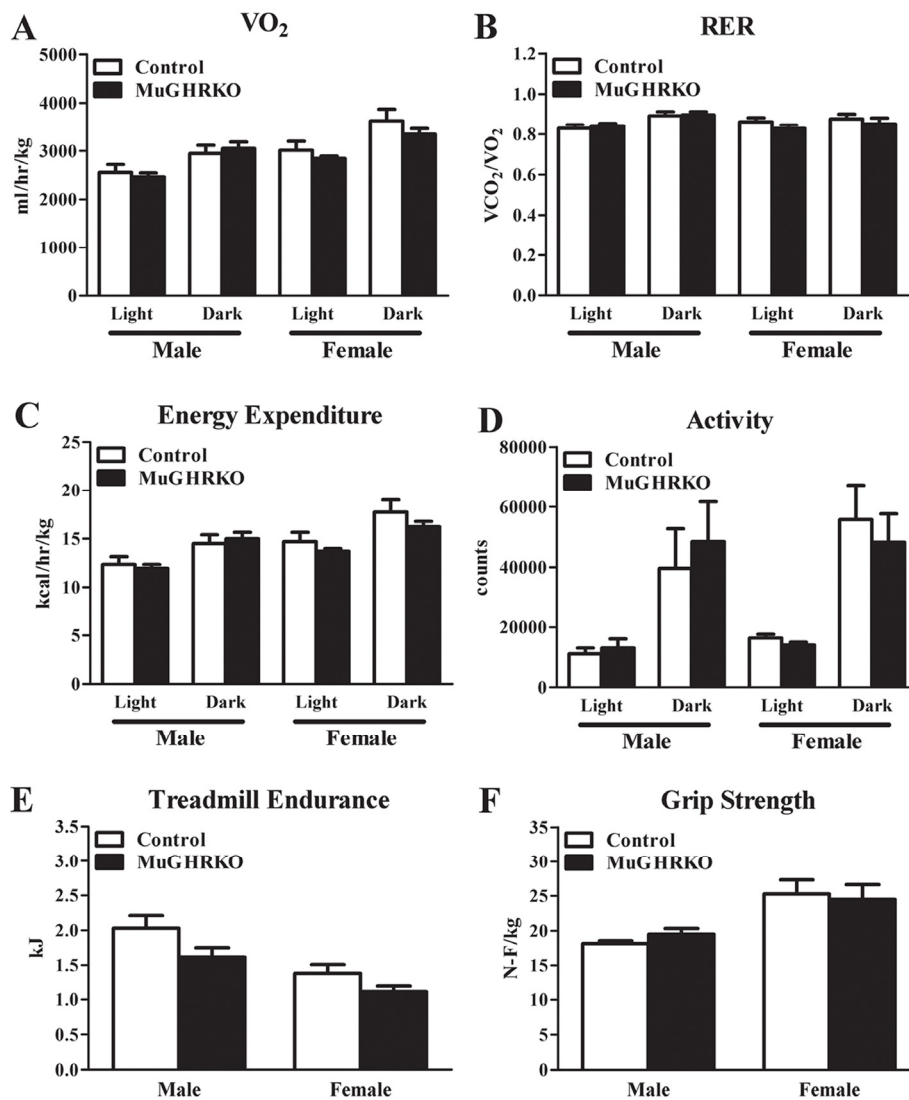 A
VO2
5000
4000
3000
2000
1000
0
ml/hr/kg
Control
MuGHRKO
Light
Dark
Light
Dark
Male
Female
B
RER
1.2
1.0
0.8
0.6
0.4
0.2
0.0
VCO2/VO2
Control
MuGHRKO
Light
Dark
Light
Dark
Male
Female
C
Energy Expenditure
25
20
15
10
5
0
kcal/hr/kg
Control
MuGHRKO
Light
Dark
Light
Dark
Male
Female
D
Activity
80000
60000
40000
20000
0
counts
Control
MuGHRKO
Light
Dark
Light
Dark
Male
Female
E
Treadmill Endurance
3.5
3.0
2.5
2.0
1.5
1.0
0.5
0.0
kJ
Control
MuGHRKO
Male
Female
F
Grip Strength
35
30
25
20
15
10
5
0
N-F/kg
Control
MuGHRKO
Male
Female